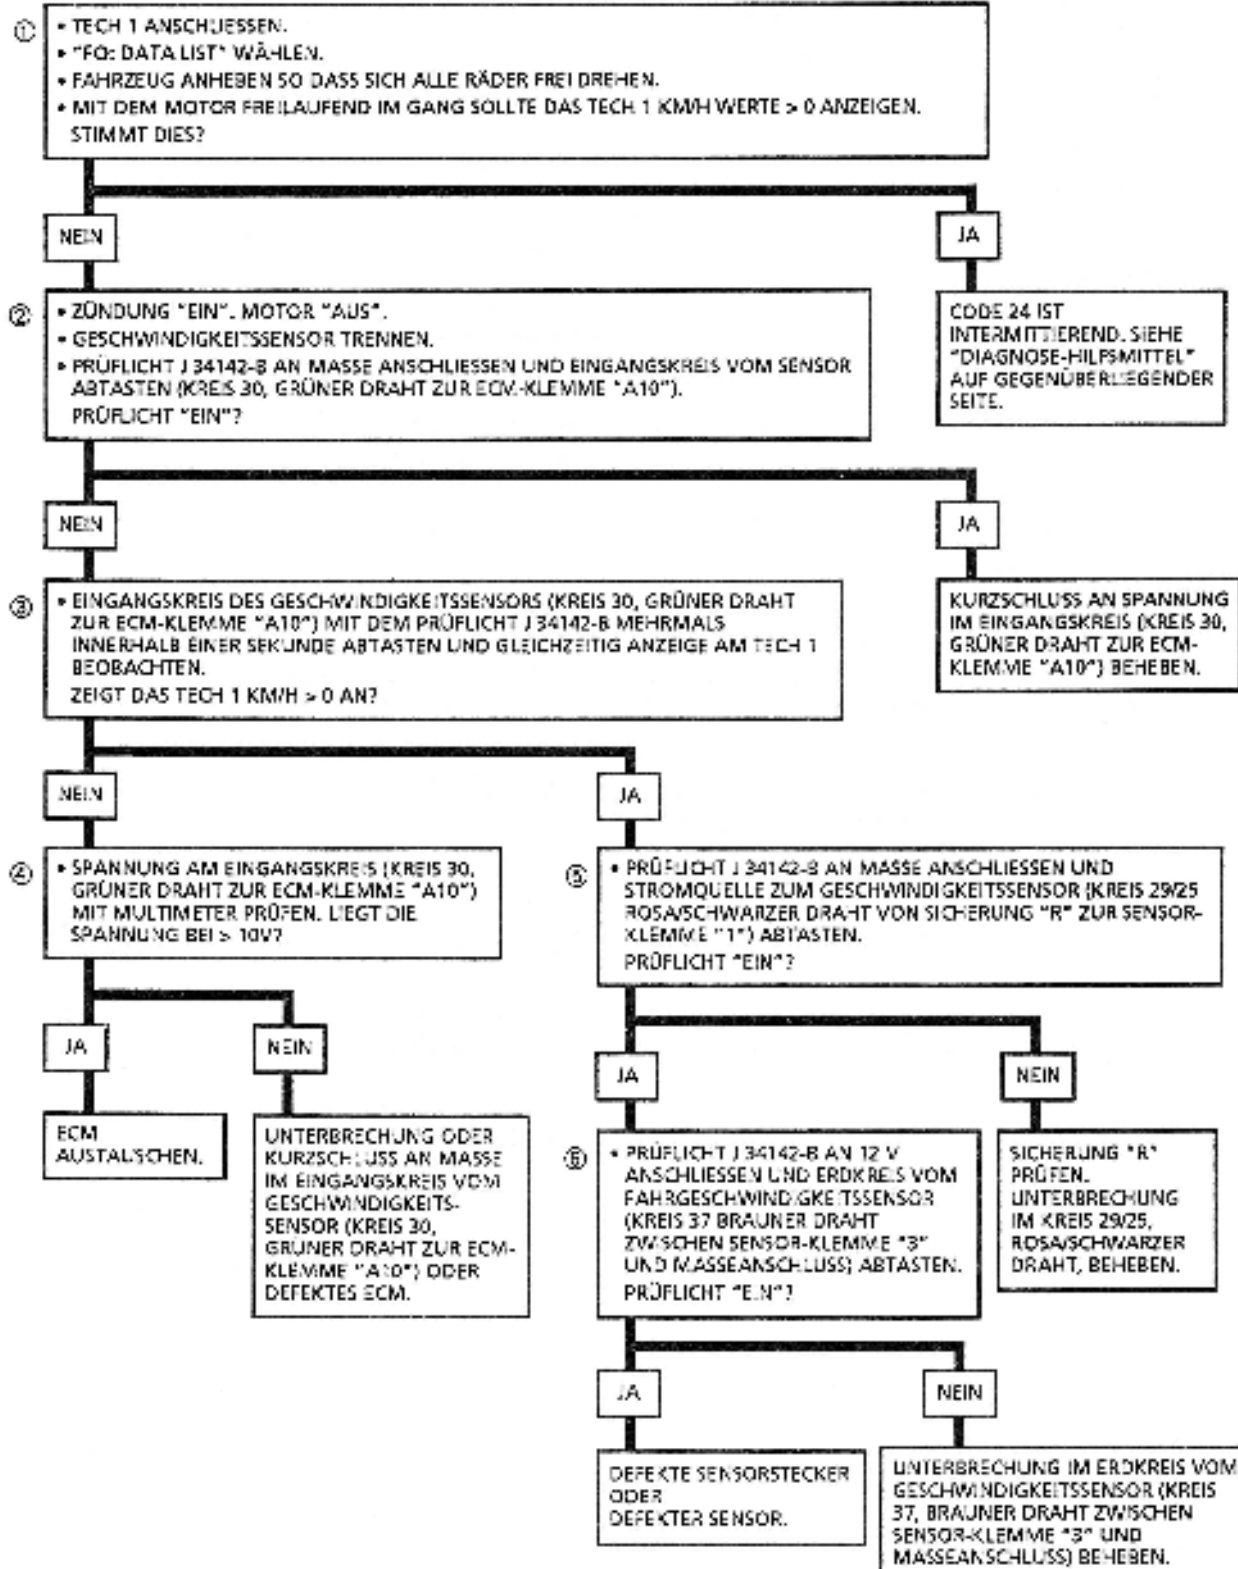 ①
• TECH 1 ANSCHLIESSEN.
• "FO: DATA LIST" WÄHLEN.
• FAHRZEUG ANHEBEN SO DASS SICH ALLE RÄDER FREI DREHEN.
• MIT DEM MOTOR FREILAUFEND IM GANG SOLLTE DAS TECH 1 KM/H WERTE > 0 ANZEIGEN.
STIMMT DIES?
NEIN
JA
②
• ZÜNDUNG "EIN". MOTOR "AUS".
• GESCHWINDIGKEITSSENSOR TRENNEN.
• PRÜFLICHT J 34142-B AN MASSE ANSCHLIESSEN UND EINGANGSKREIS VOM SENSOR
ABTASTEN (KREIS 30, GRÜNER DRAHT ZUR ECM-KLEMME "A10").
PRÜFLICHT "EIN"?
CODE 24 IST
INTERMITTIEREND. SIEHE
"DIAGNOSE-HILFSMITTEL"
AUF GEGENÜBERLIEGENDER
SEITE.
NEIN
JA
③
• EINGANGSKREIS DES GESCHWINDIGKEITSSENSORS (KREIS 30, GRÜNER DRAHT
ZUR ECM-KLEMME "A10") MIT DEM PRÜFLICHT J 34142-B MEHRMALS
INNERHALB EINER SEKUNDE ABTASTEN UND GLEICHZEITIG ANZEIGE AM TECH 1
BEOBACHTEN.
ZEIGT DAS TECH 1 KM/H > 0 AN?
KURZSCHLUSS AN SPANNUNG
IM EINGANGSKREIS (KREIS 30,
GRÜNER DRAHT ZUR ECM-
KLEMME "A10") BEHEBEN.
NEIN
JA
④
• SPANNUNG AM EINGANGSKREIS (KREIS 30,
GRÜNER DRAHT ZUR ECM-KLEMME "A10")
MIT MULTIMETER PRÜFEN. LIEGT DIE
SPANNUNG BEI > 10V?
⑤
• PRÜFLICHT J 34142-B AN MASSE ANSCHLIESSEN UND
STROMQUELLE ZUM GESCHWINDIGKEITSSENSOR (KREIS 29/25
ROSA/SCHWARZER DRAHT VON SICHERUNG "R" ZUR SENSOR-
KLEMME "1") ABTASTEN.
PRÜFLICHT "EIN"?
JA
NEIN
JA
NEIN
ECM
AUSTAUSCHEN.
UNTERBRECHUNG ODER
KURZSCHLUSS AN MASSE
IM EINGANGSKREIS VOM
GESCHWINDIGKEITS-
SENSOR (KREIS 30,
GRÜNER DRAHT ZUR ECM-
KLEMME "A10") ODER
DEFEKTES ECM.
⑥
• PRÜFLICHT J 34142-B AN 12 V
ANSCHLIESSEN UND ERDKREIS VOM
FAHRGESCHWINDIGKEITSSENSOR
(KREIS 37 BRAUNER DRAHT
ZWISCHEN SENSOR-KLEMME "3"
UND MASSEANSCHLUSS) ABTASTEN.
PRÜFLICHT "EIN"?
SICHERUNG "R"
PRÜFEN.
UNTERBRECHUNG
IM KREIS 29/25,
ROSA/SCHWARZER
DRAHT, BEHEBEN.
JA
NEIN
DEFEKTE SENSORSTECKER
ODER
DEFEKTER SENSOR.
UNTERBRECHUNG IM ERDKREIS VOM
GESCHWINDIGKEITSSENSOR (KREIS
37, BRAUNER DRAHT ZWISCHEN
SENSOR-KLEMME "3" UND
MASSEANSCHLUSS) BEHEBEN.